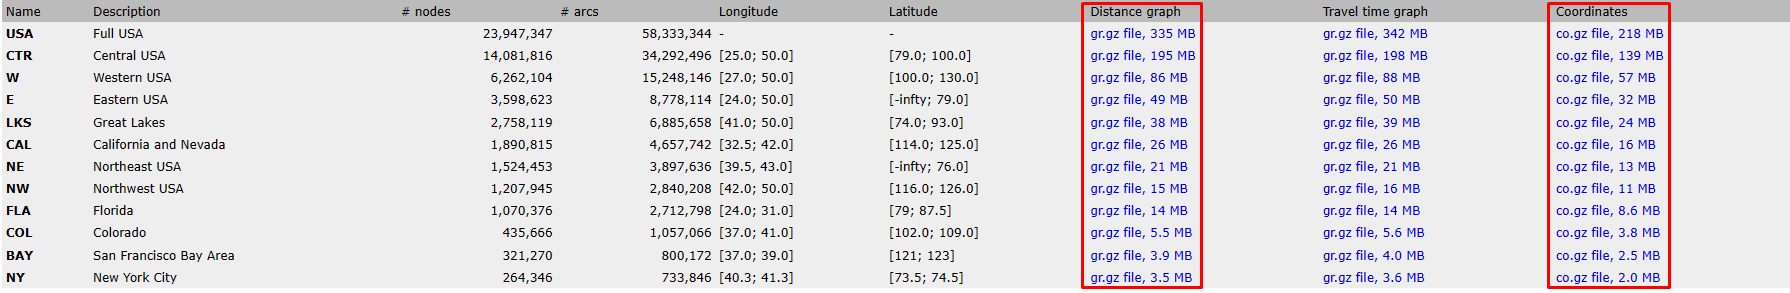 Name Description # nodes # arcs Longitude Latitude Distance graph Travel time graph Coordinates
USA Full USA 23,947,347 58,333,344 - - gr.gz file, 335 MB gr.gz file, 342 MB co.gz file, 218 MB
CTR Central USA 14,081,816 34,292,496 [25.0; 50.0] [79.0; 100.0] gr.gz file, 195 MB gr.gz file, 198 MB co.gz file, 139 MB
W Western USA 6,262,104 15,248,146 [27.0; 50.0] [100.0; 130.0] gr.gz file, 86 MB gr.gz file, 88 MB co.gz file, 57 MB
E Eastern USA 3,598,623 8,778,114 [24.0; 50.0] [-infty; 79.0] gr.gz file, 49 MB gr.gz file, 50 MB co.gz file, 32 MB
LKS Great Lakes 2,758,119 6,885,658 [41.0; 50.0] [74.0; 93.0] gr.gz file, 38 MB gr.gz file, 39 MB co.gz file, 24 MB
CAL California and Nevada 1,890,815 4,657,742 [32.5; 42.0] [114.0; 125.0] gr.gz file, 26 MB gr.gz file, 26 MB co.gz file, 16 MB
NE Northeast USA 1,524,453 3,897,636 [39.5, 43.0] [-infty; 76.0] gr.gz file, 21 MB gr.gz file, 21 MB co.gz file, 13 MB
NW Northwest USA 1,207,945 2,840,208 [42.0; 50.0] [116.0; 126.0] gr.gz file, 15 MB gr.gz file, 16 MB co.gz file, 11 MB
FLA Florida 1,070,376 2,712,798 [24.0; 31.0] [79; 87.5] gr.gz file, 14 MB gr.gz file, 14 MB co.gz file, 8.6 MB
COL Colorado 435,666 1,057,066 [37.0; 41.0] [102.0; 109.0] gr.gz file, 5.5 MB gr.gz file, 5.6 MB co.gz file, 3.8 MB
BAY San Francisco Bay Area 321,270 800,172 [37.0; 39.0] [121; 123] gr.gz file, 3.9 MB gr.gz file, 4.0 MB co.gz file, 2.5 MB
NY New York City 264,346 733,846 [40.3; 41.3] [73.5; 74.5] gr.gz file, 3.5 MB gr.gz file, 3.6 MB co.gz file, 2.0 MB